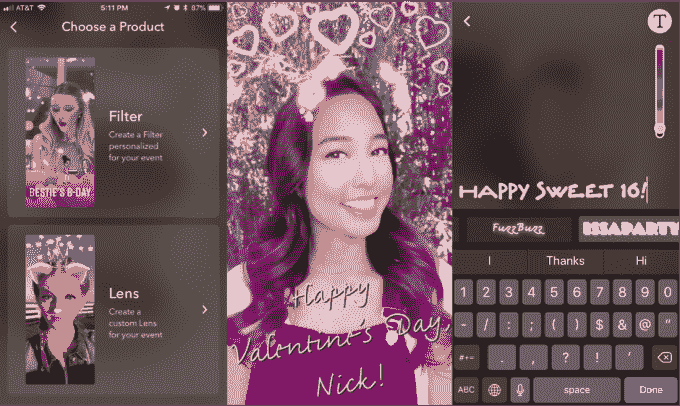 AT&T 5:11 PM 87%
Choose a Product
Filter
Create a Filter
personalized
for your event
BESTIE'S B-DAY
Lens
Create a
custom Lens
for your event
Happy
Valentine's Day,
Nick!
T
HAPPY SWEET 16!
FuzzBuzz
ISSAPARTY
I Thanks Hi
1 2 3 4 5 6 7 8 9 0
- / : ; ( ) $ & @ "
#+= . , ? ! '
ABC space Done